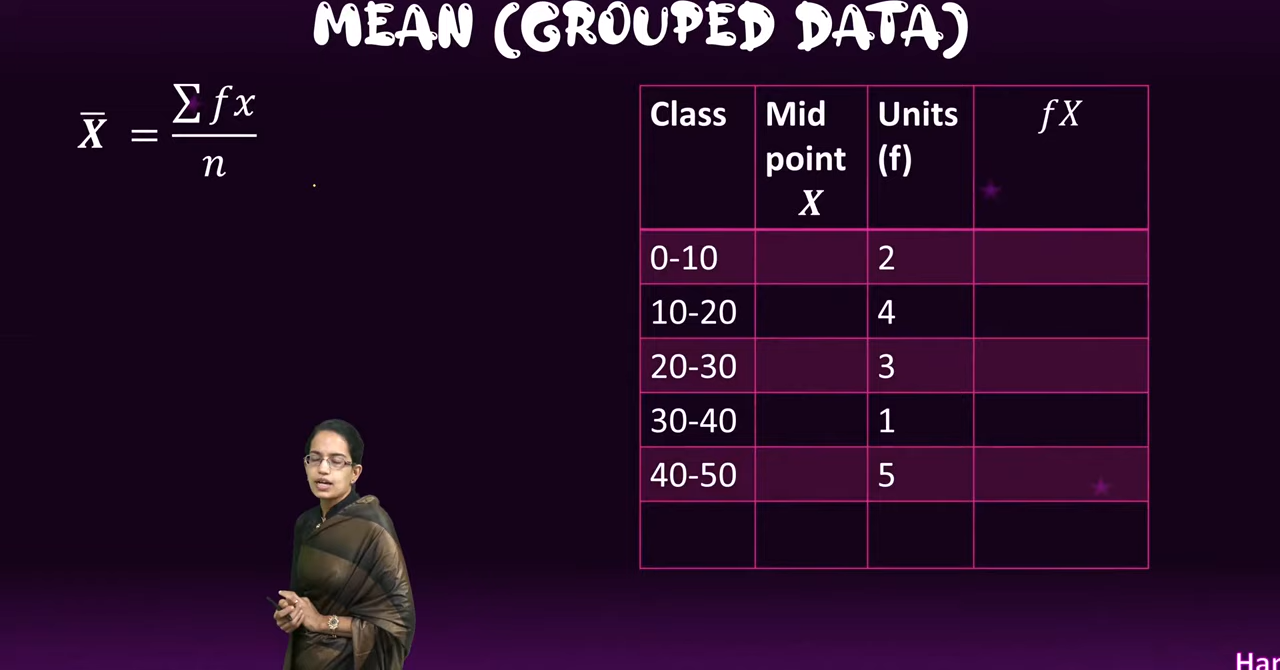 MEAN (GROUPED DATA)
X̅ = ∑ fx / n
Class | Mid point X | Units (f) | fX
0-10 | | 2 |
10-20 | | 4 |
20-30 | | 3 |
30-40 | | 1 |
40-50 | | 5 |